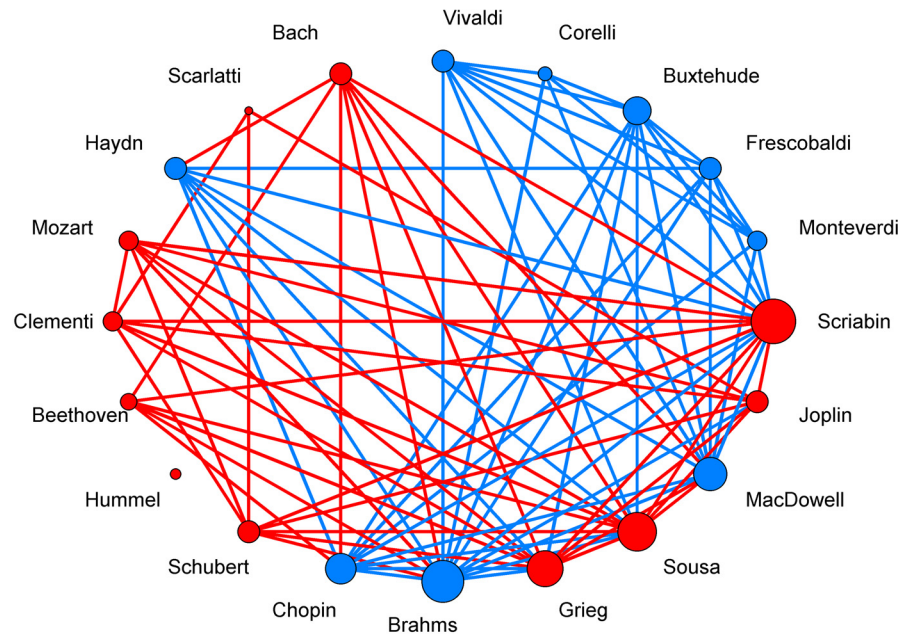 Vivaldi
Bach
Corelli
Scarlatti
Buxtehude
Haydn
Frescobaldi
Mozart
Monteverdi
Clementi
Scriabin
Beethoven
Joplin
Hummel
MacDowell
Schubert
Sousa
Chopin
Grieg
Brahms